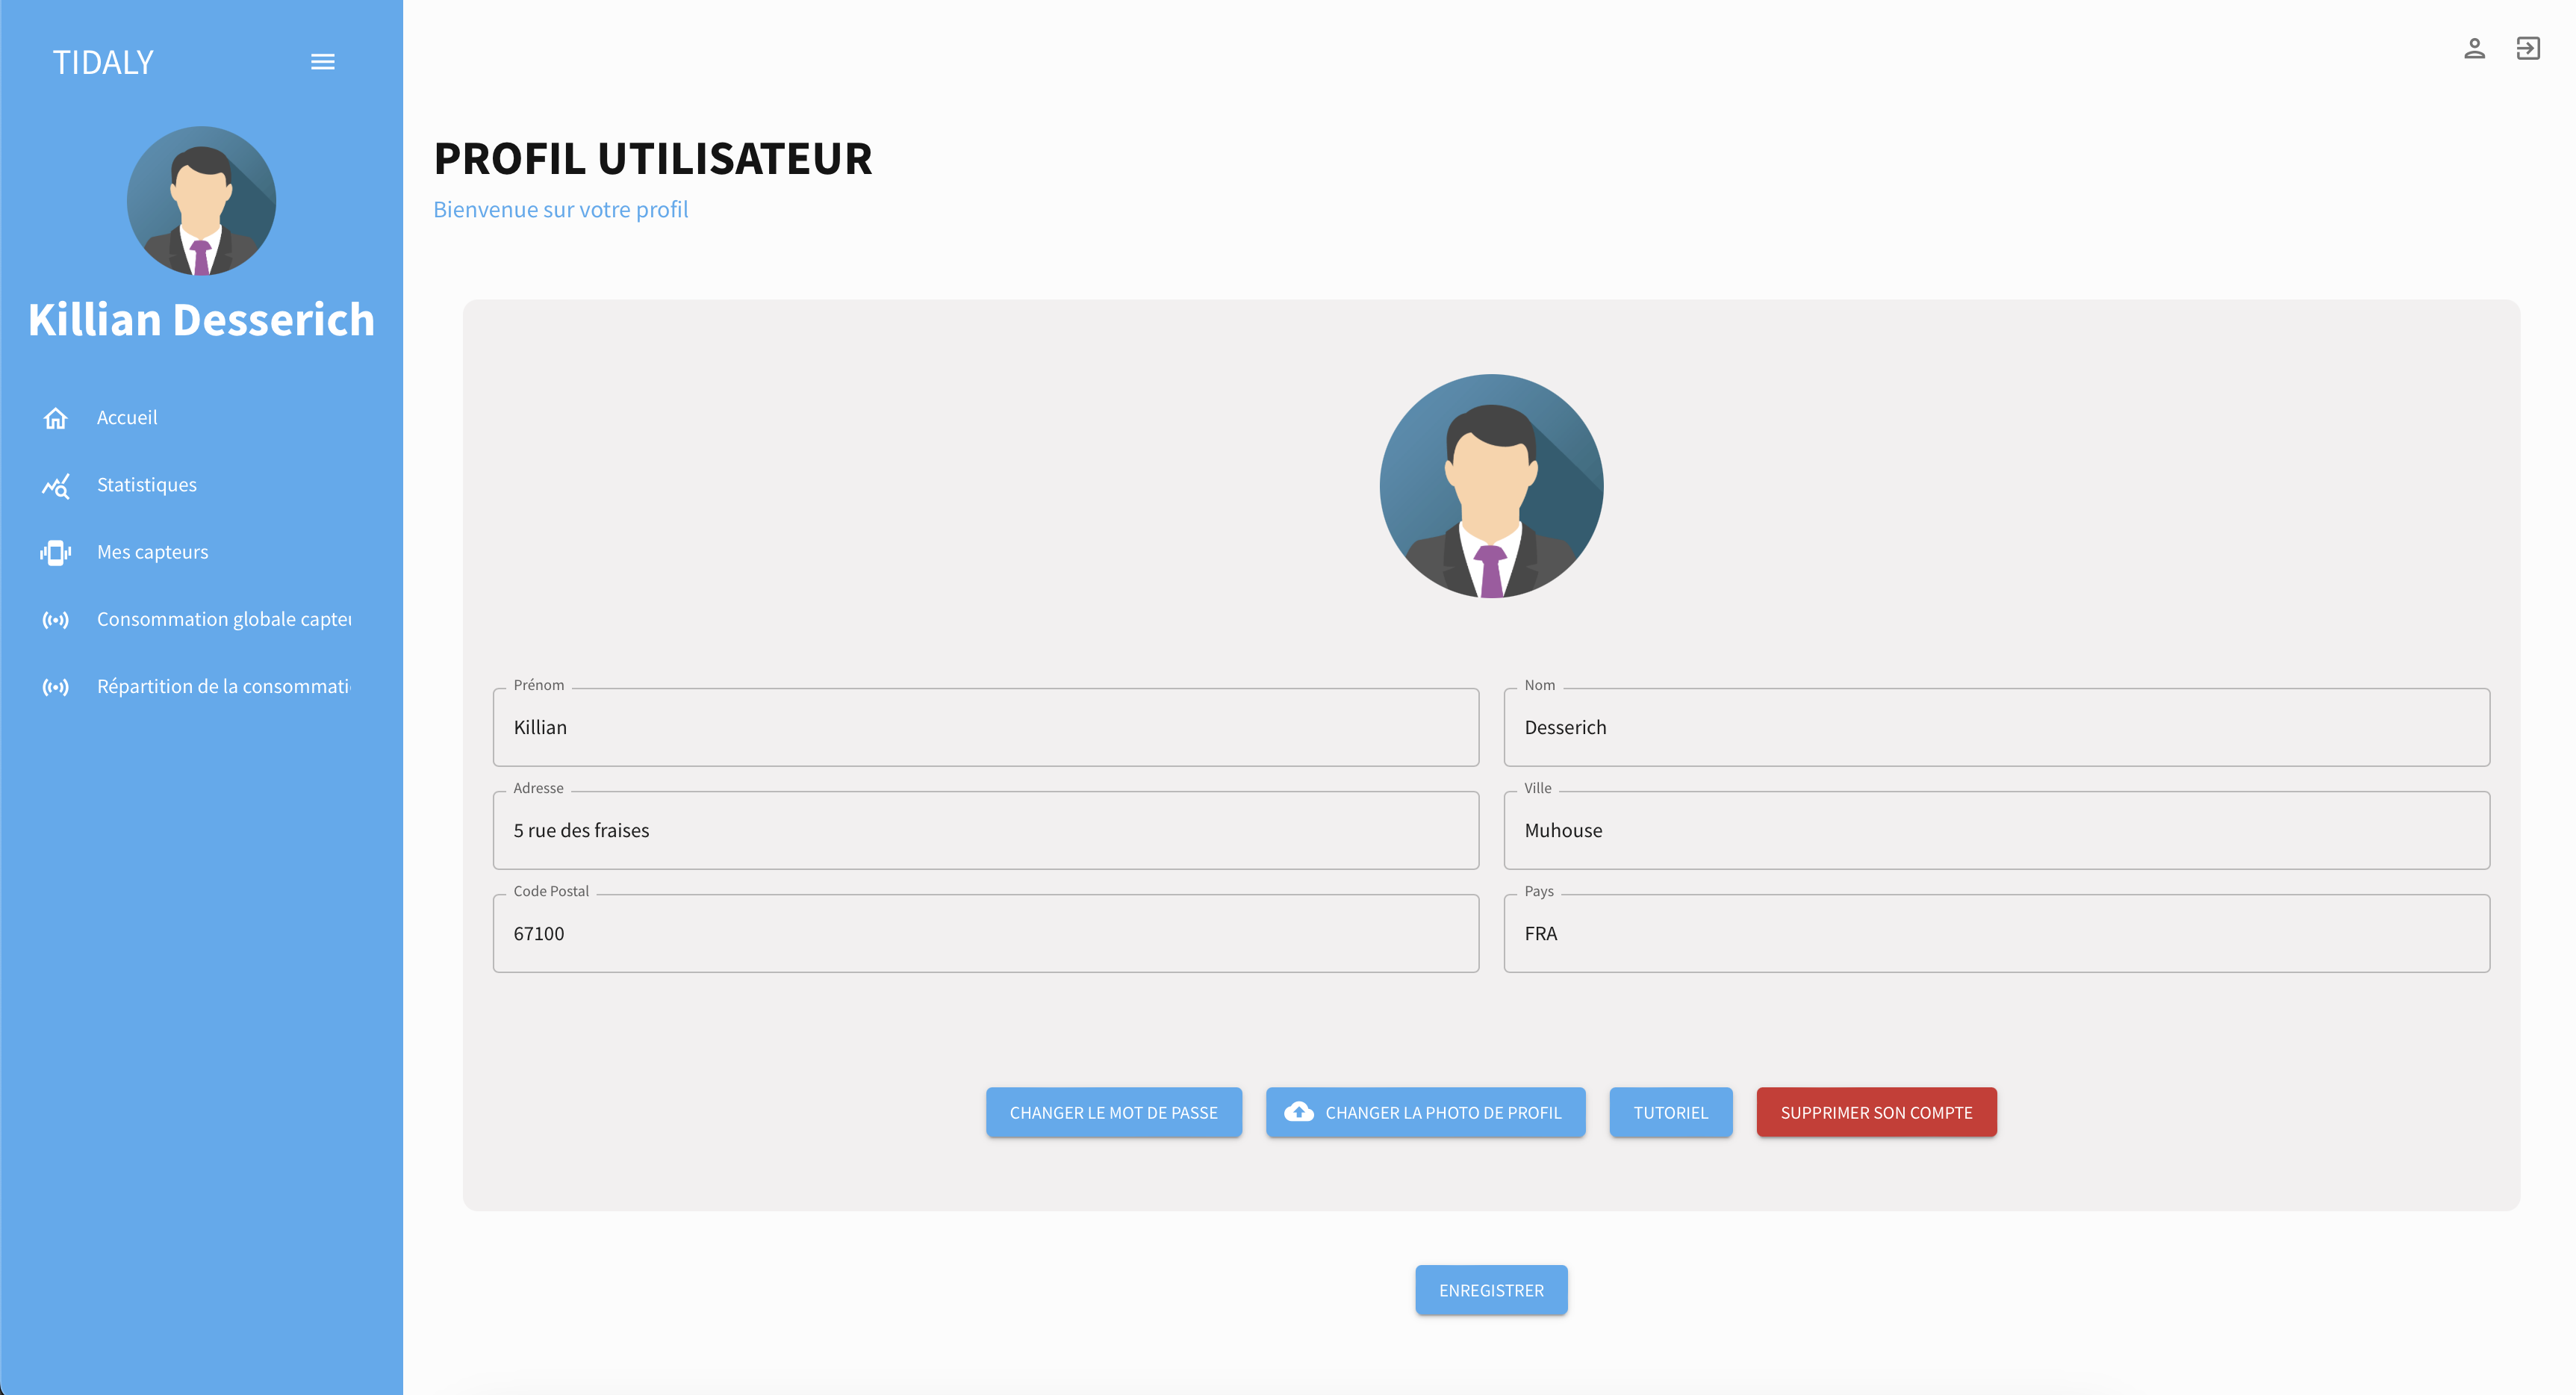 TIDALY
Killian Desserich
Accueil
Statistiques
Mes capteurs
Consommation globale
Répartition de la
PROFIL UTILISATEUR
Bienvenue sur votre profil
Prénom
Killian
Nom
Desserich
Adresse
5 rue des fraises
Ville
Muhouse
Code Postal
67100
Pays
FRA
CHANGER LE MOT DE PASSE
CHANGER LA PHOTO DE PROFIL
TUTORIEL
SUPPRIMER SON COMPTE
ENREGISTRER